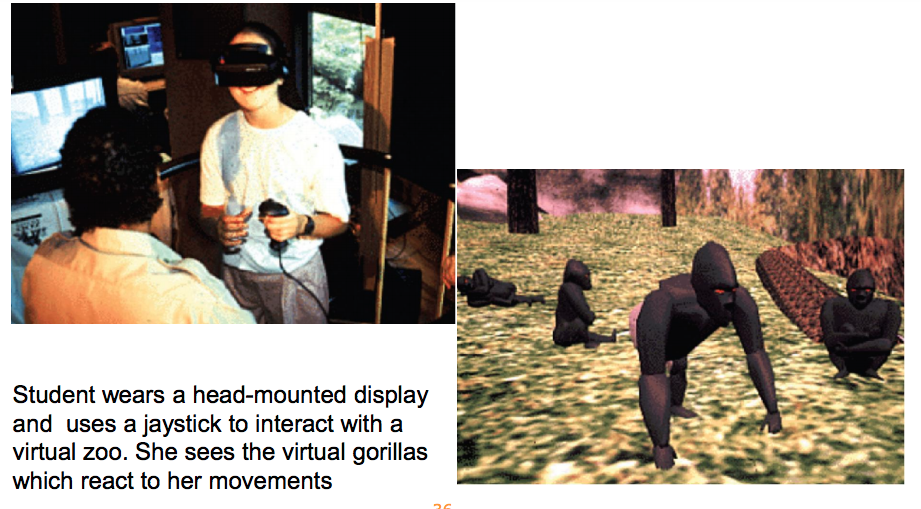 Student wears a head-mounted display
and uses a jaystick to interact with a
virtual zoo. She sees the virtual gorillas
which react to her movements